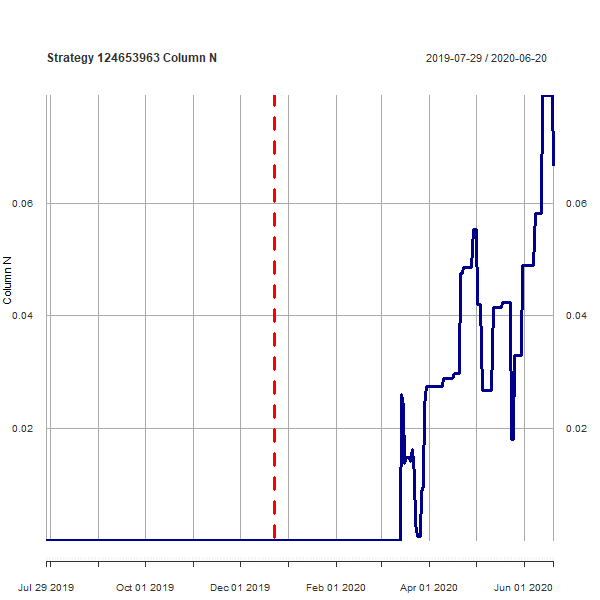 Strategy 124653963 Column N 2019-07-29 / 2020-06-20
0.06 0.06
Column N
0.04 0.04
0.02 0.02
Jul 29 2019 Oct 01 2019 Dec 01 2019 Feb 01 2020 Apr 01 2020 Jun 01 2020